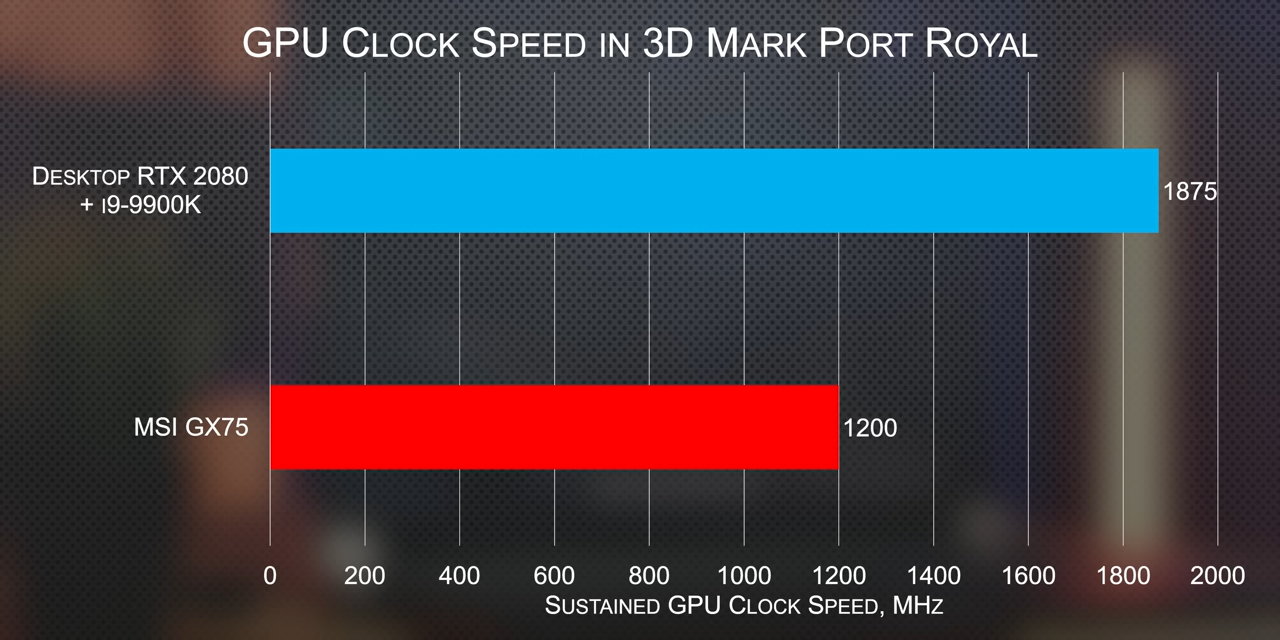 GPU Clock Speed in 3D Mark Port Royal
Desktop RTX 2080
+ i9-9900K
1875
MSI GX75
1200
0 200 400 600 800 1000 1200 1400 1600 1800 2000
Sustained GPU Clock Speed, MHz